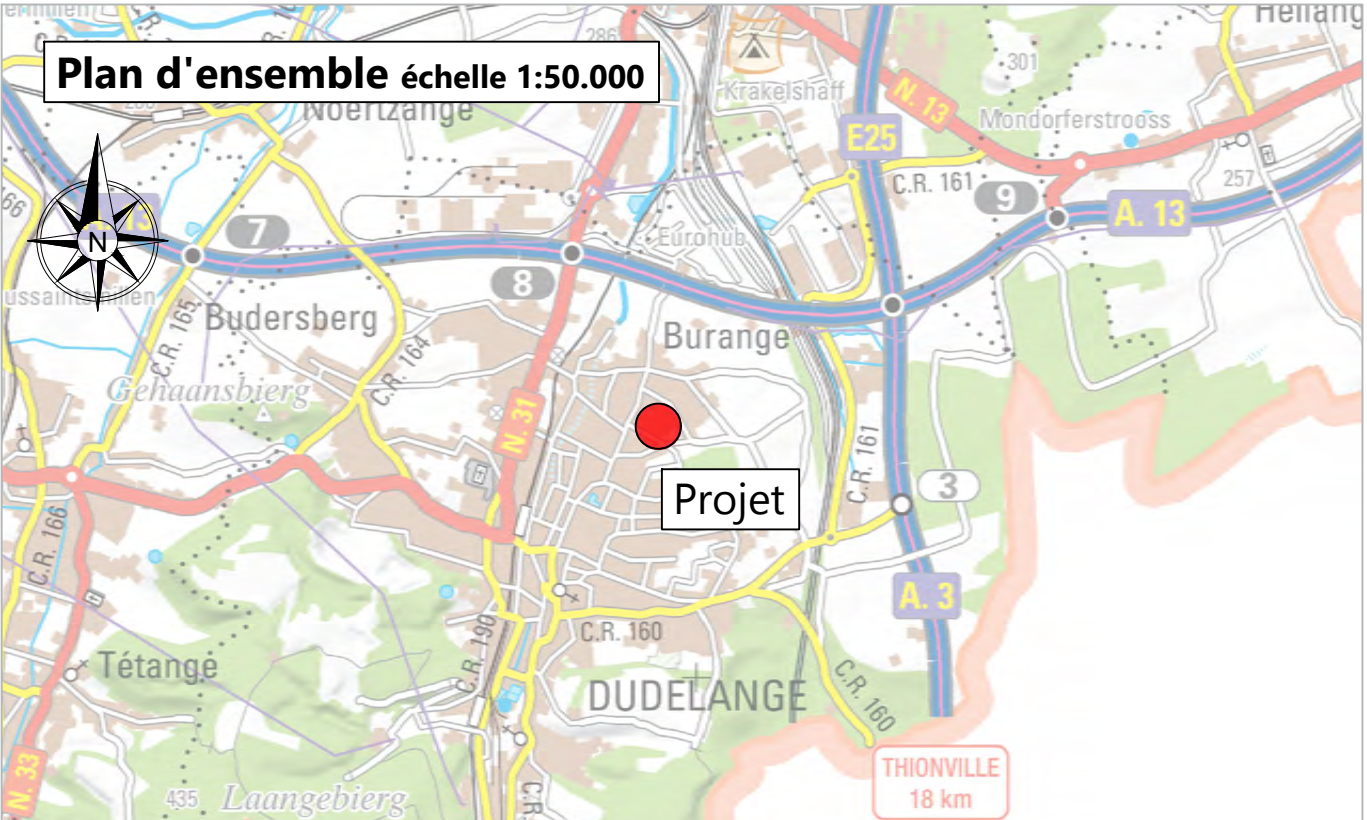 Hellang
286
Plan d'ensemble échelle 1:50.000
301
Krakelshaff
N. 13
Noertzange
Mondorferstrooss
E25
C.R. 161
257
66
9
A. 13
N
7
Eurohub
8
C.R. 165
Budersberg
Burange
C.R. 164
Gehaansbierg
N. 31
C.R. 161
Projet
3
C.R. 166
A. 3
C.R. 160
C.R. 190
Tétange
DUDELANGE
C.R. 160
THIONVILLE
18 km
N. 33
435
Laangebierg
C.R.